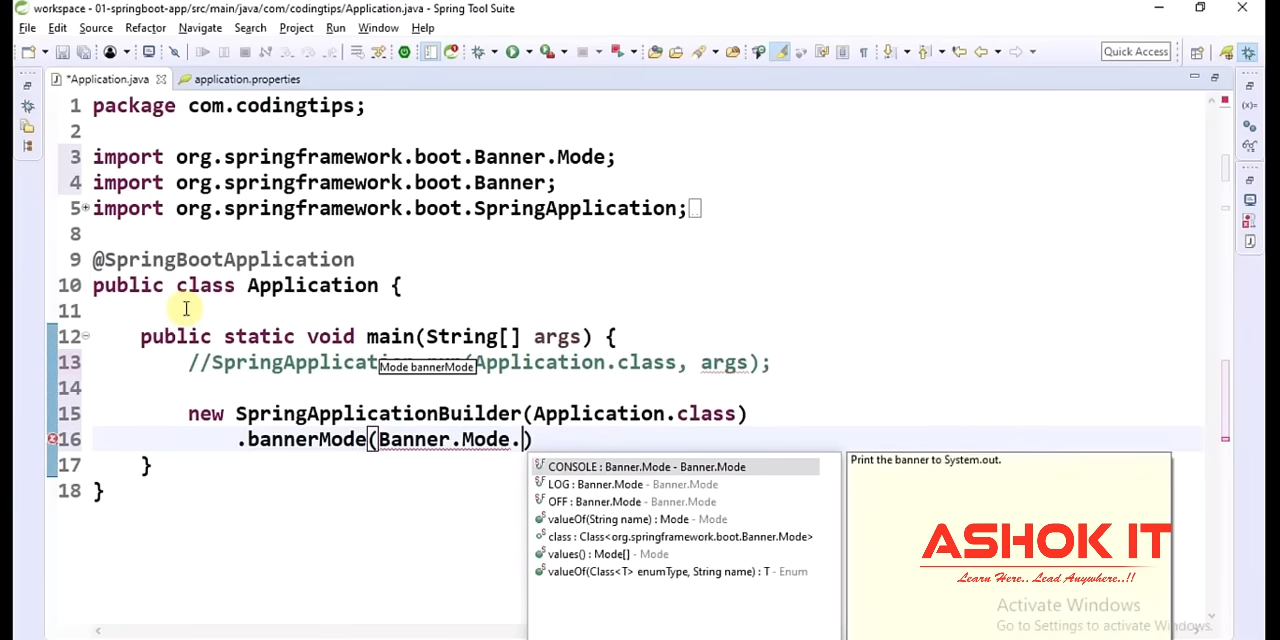 workspace - 01-springboot-app/src/main/java/com/codingtips/Application.java - Spring Tool Suite
File Edit Source Refactor Navigate Search Project Run Window Help
Quick Access
*Application.java application.properties
1 package com.codingtips;
2
3 import org.springframework.boot.Banner.Mode;
4 import org.springframework.boot.Banner;
5 import org.springframework.boot.SpringApplication;
8
9 @SpringBootApplication
10 public class Application {
11
12 public static void main(String[] args) {
13 //SpringApplication.run(Application.class, args);
Mode bannerMode
14
15 new SpringApplicationBuilder(Application.class)
16 .bannerMode(Banner.Mode.)
17 }
18 }
CONSOLE : Banner.Mode - Banner.Mode
LOG : Banner.Mode - Banner.Mode
OFF : Banner.Mode - Banner.Mode
valueOf(String name) : Mode - Mode
class : Class<org.springframework.boot.Banner.Mode>
values() : Mode[] - Mode
valueOf(Class<T> enumType, String name) : T - Enum
Print the banner to System.out.
ASHOK IT
Learn Here.. Lead Anywhere..!!
Activate Windows
Go to Settings to activate Windows.